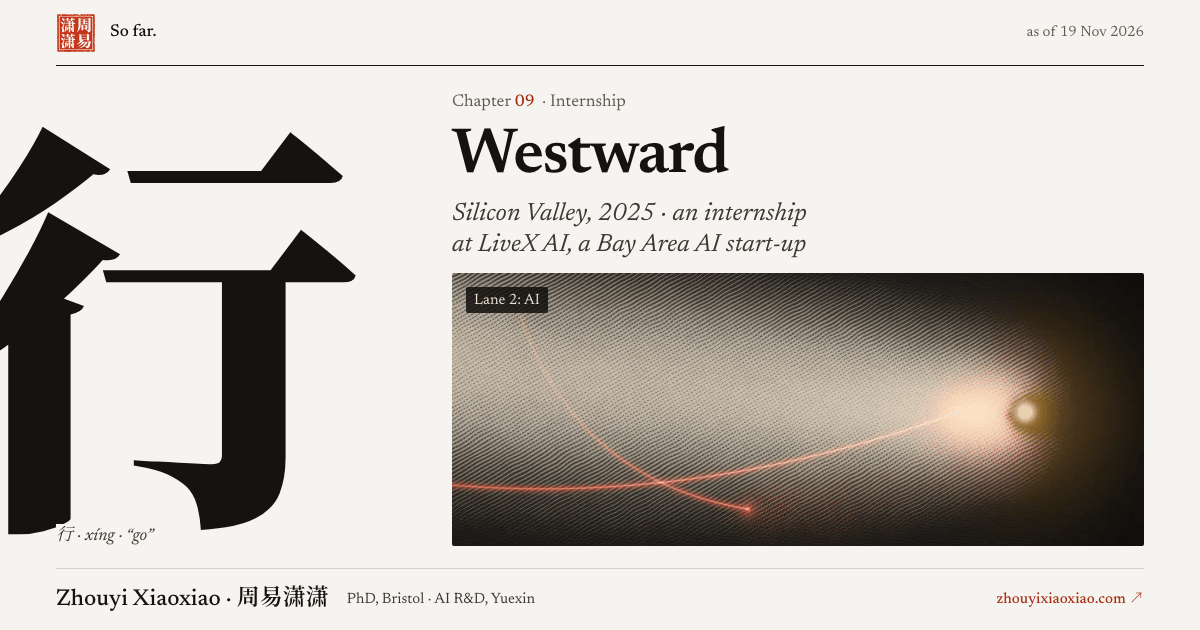 周易潇潇
So far.
as of 19 Nov 2026
Chapter 09 · Internship
Westward
Silicon Valley, 2025 · an internship
at LiveX AI, a Bay Area AI start-up
Lane 2: AI
行
行 · xíng · “go”
Zhouyi Xiaoxiao · 周易潇潇
PhD, Bristol · AI R&D, Yuexin
zhouyixiaoxiao.com ↗